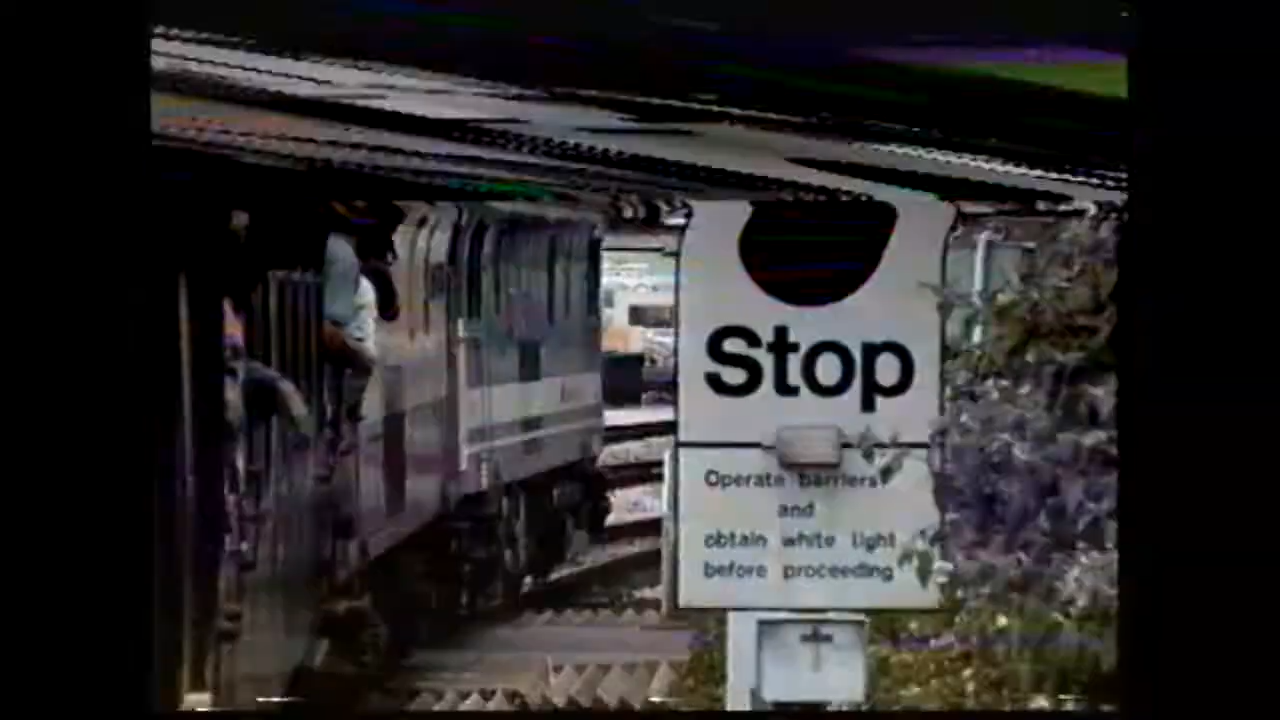 Stop
Operate barriers
and
obtain white light
before proceeding